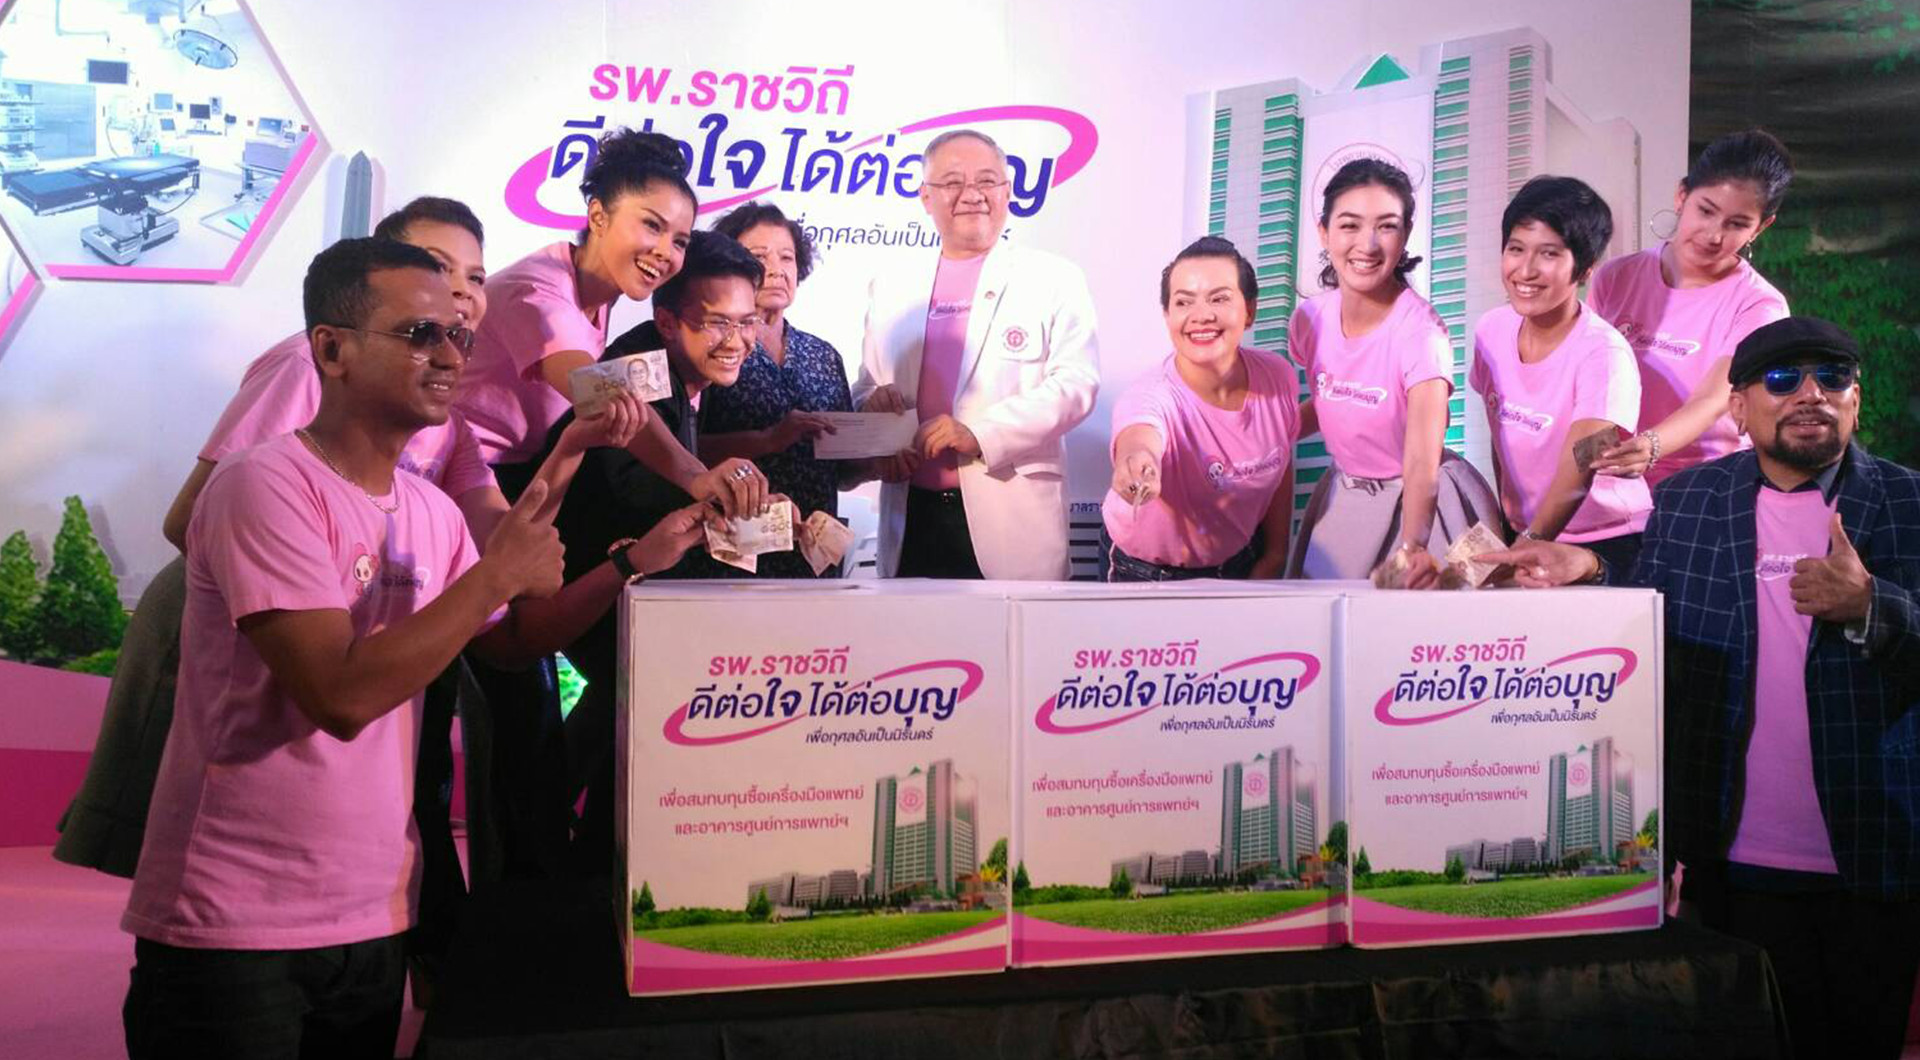 รพ.ราชวิถี
ได้ต่อ
รพ.ราชวิถี
ดีต่อใจ ได้ต่อบุญ
เพื่อกุศลอันเป็นนิรันดร์
เพื่อสมทบทุนซื้อเครื่องมือแพทย์
และอาคารศูนย์การแพทย์ฯ
รพ.ราชวิถี
ดีต่อใจ ได้ต่อบุญ
เพื่อกุศลอันเป็นนิรันดร์
เพื่อสมทบทุนซื้อเครื่องมือแพทย์
และอาคารศูนย์การแพทย์ฯ
รพ.ราชวิถี
ดีต่อใจ ได้ต่อบุญ
เพื่อกุศลอันเป็นนิรันดร์
เพื่อสมทบทุนซื้อเครื่องมือแพทย์
และอาคารศูนย์การแพทย์ฯ